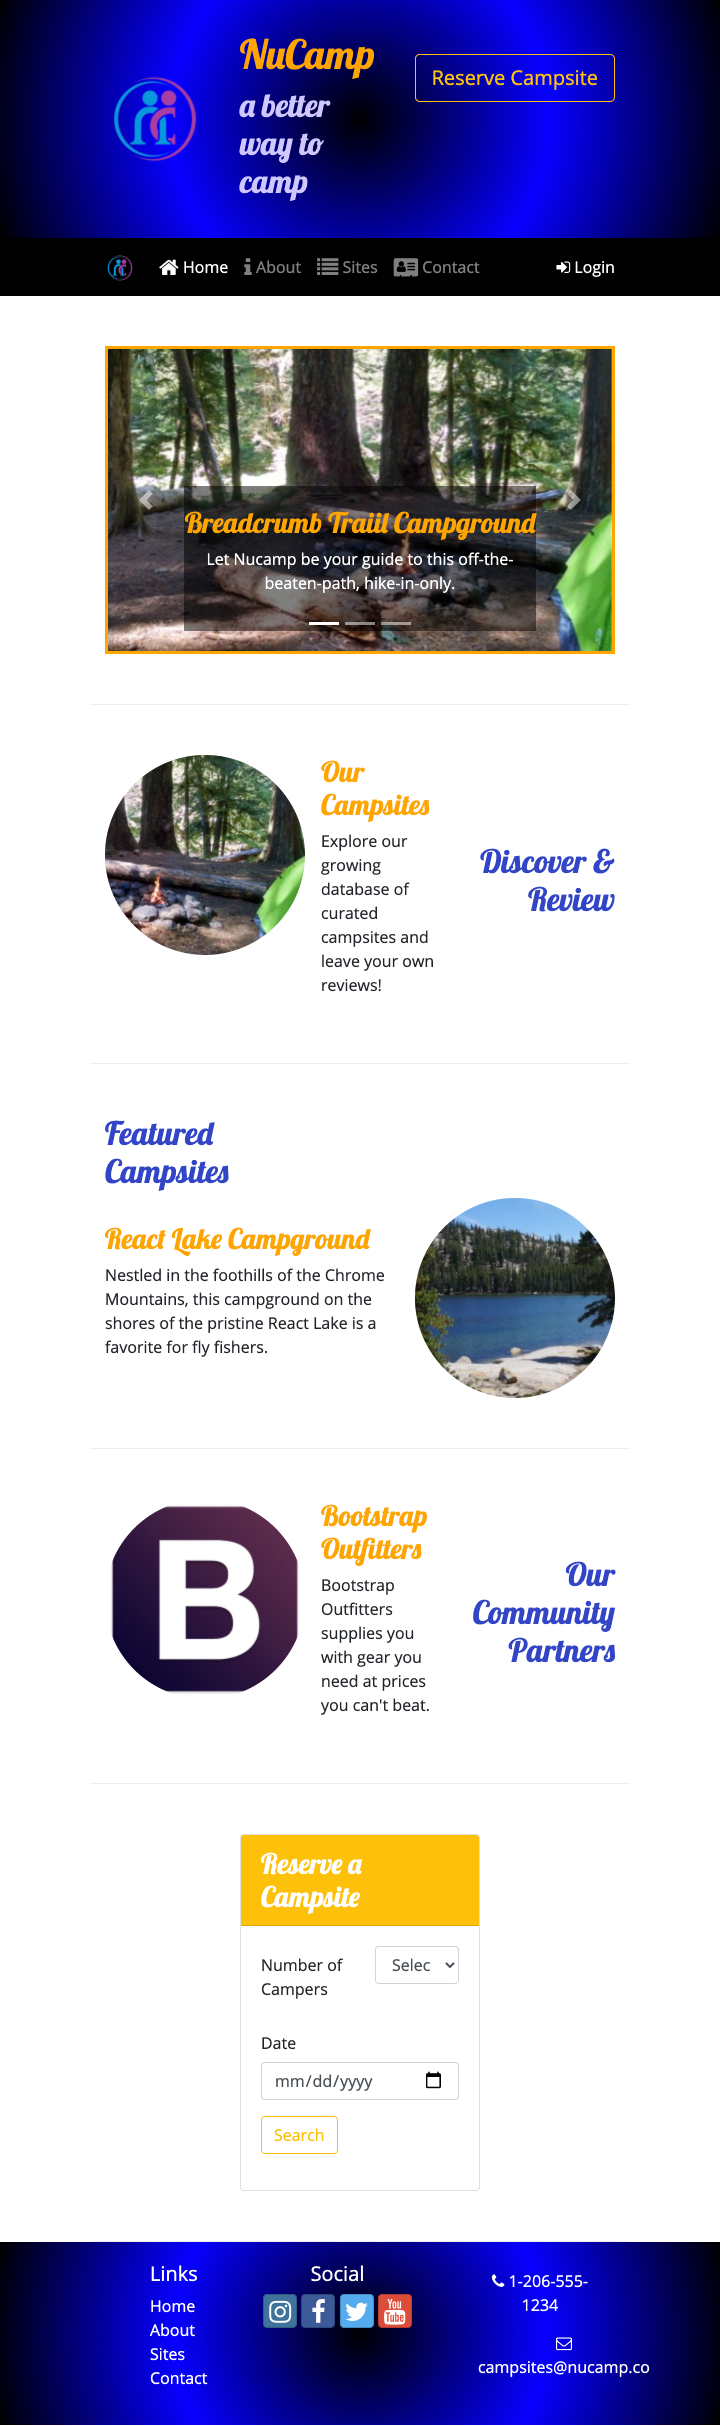 NuCamp
a better
way to
camp
Reserve Campsite
Home
About
Sites
Contact
Login
Breadcrumb Traiil Campground
Let Nucamp be your guide to this off-the-
beaten-path, hike-in-only.
Our
Campsites
Explore our
growing
database of
curated
campsites and
leave your own
reviews!
Discover &
Review
Featured
Campsites
React Lake Campground
Nestled in the foothills of the Chrome
Mountains, this campground on the
shores of the pristine React Lake is a
favorite for fly fishers.
B
Bootstrap
Outfitters
Bootstrap
Outfitters
supplies you
with gear you
need at prices
you can't beat.
Our
Community
Partners
Reserve a
Campsite
Number of
Campers
Selec
Date
mm/dd/yyyy
Search
Links
Home
About
Sites
Contact
Social
You
Tube
1-206-555-
1234
campsites@nucamp.co